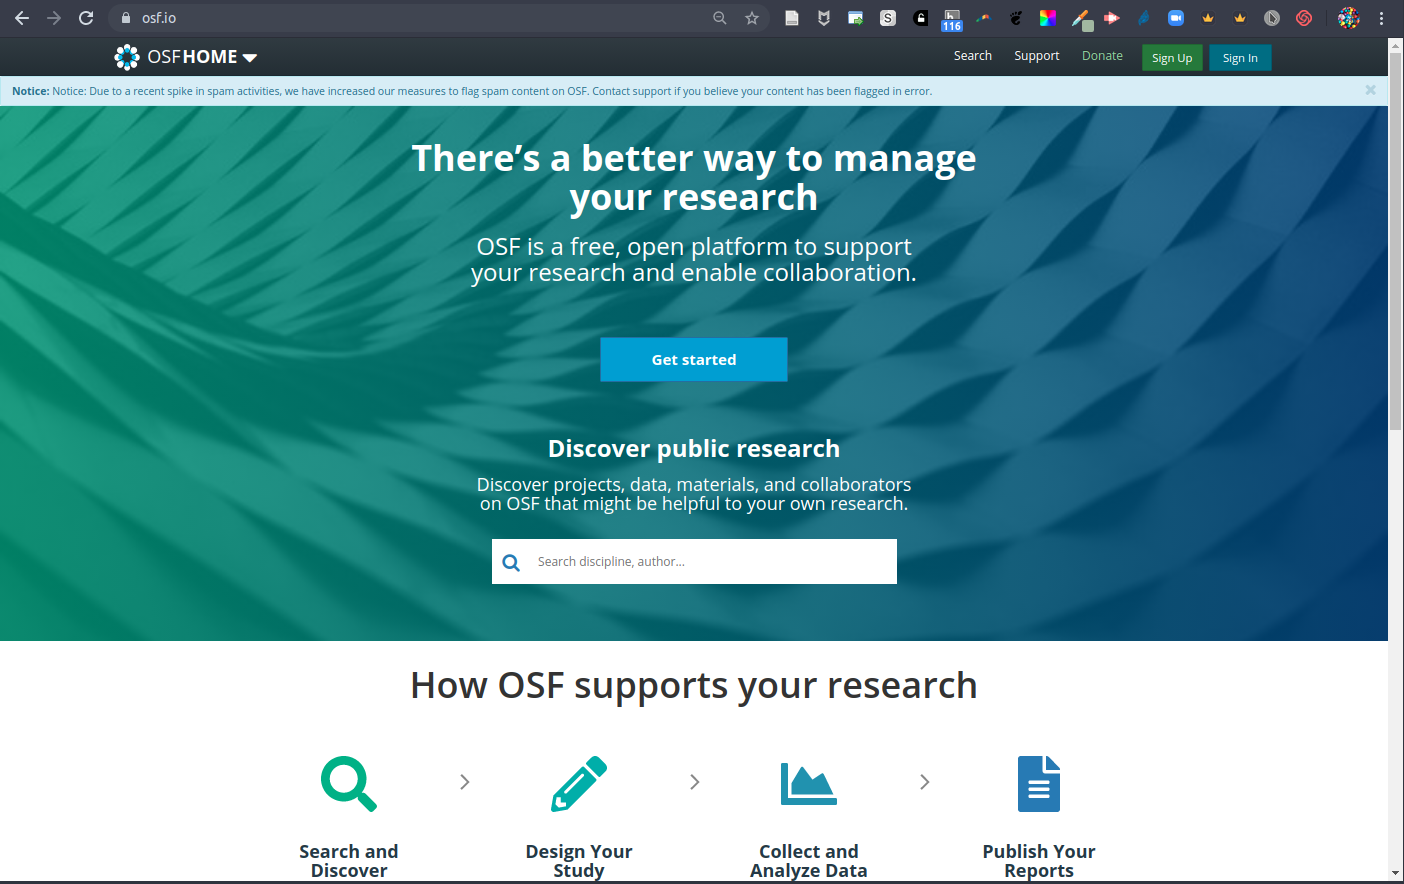 osf.io
116
OSFHOME
Search Support Donate Sign Up Sign In
Notice: Notice: Due to a recent spike in spam activities, we have increased our measures to flag spam content on OSF. Contact support if you believe your content has been flagged in error.
There's a better way to manage
your research
OSF is a free, open platform to support
your research and enable collaboration.
Get started
Discover public research
Discover projects, data, materials, and collaborators
on OSF that might be helpful to your own research.
Search discipline, author...
How OSF supports your research
Search and
Discover
Design Your
Study
Collect and
Analyze Data
Publish Your
Reports